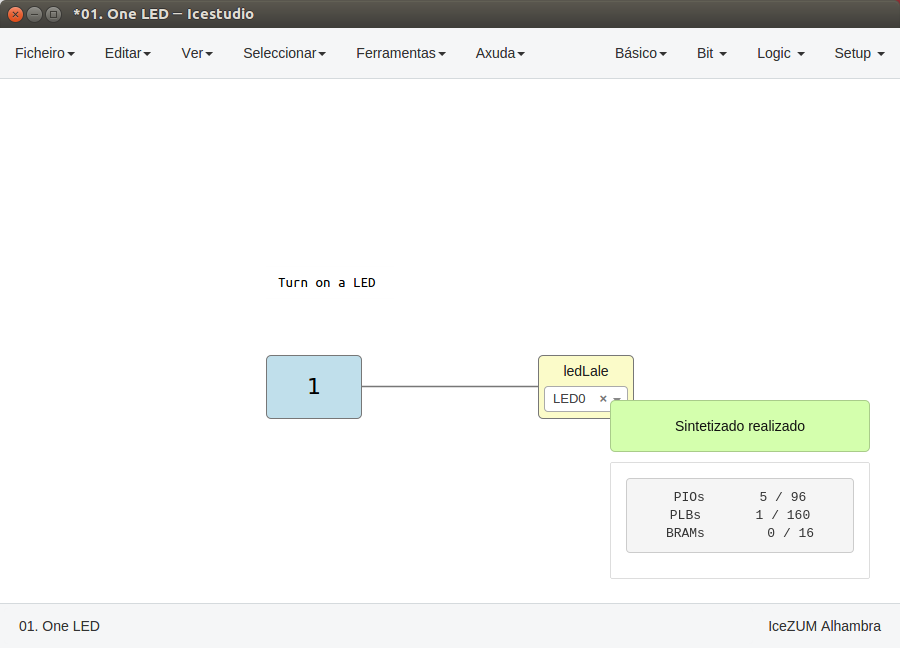 *01. One LED — Icestudio
Ficheiro Editar Ver Seleccionar Ferramentas Axuda Básico Bit Logic Setup
Turn on a LED
1
ledLale
LED0 ×
Sintetizado realizado
PIOs 5 / 96
PLBs 1 / 160
BRAMs 0 / 16
01. One LED IceZUM Alhambra